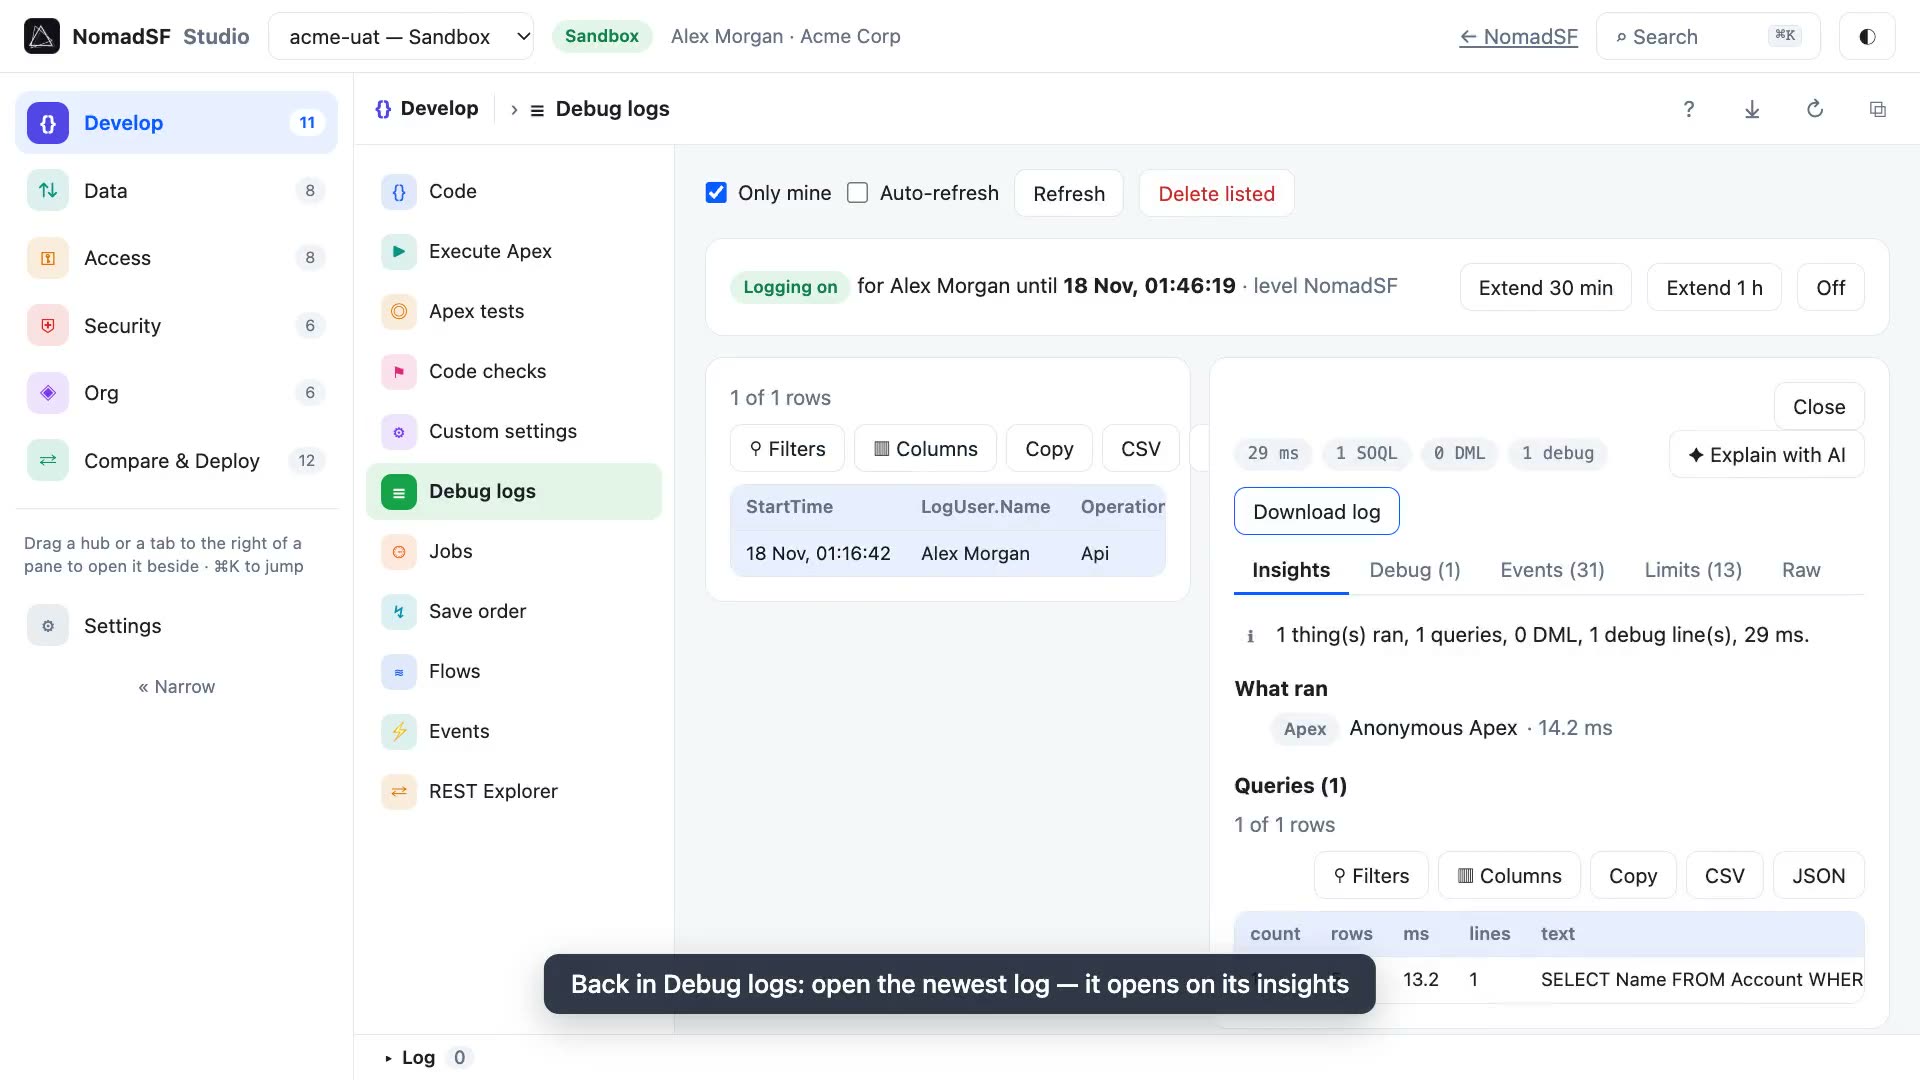 NomadSF Studio
acme-uat — Sandbox
Sandbox
Alex Morgan · Acme Corp
← NomadSF
Search ⌘K
{} Develop 11
Data 8
Access 8
Security 6
Org 6
Compare & Deploy 12
Drag a hub or a tab to the right of a
pane to open it beside · ⌘K to jump
Settings
« Narrow
{} Develop › ≡ Debug logs
?
{} Code
Execute Apex
Apex tests
Code checks
Custom settings
Debug logs
Jobs
Save order
Flows
Events
REST Explorer
Only mine
Auto-refresh
Refresh
Delete listed
Logging on for Alex Morgan until 18 Nov, 01:46:19 · level NomadSF
Extend 30 min
Extend 1 h
Off
1 of 1 rows
Filters
Columns
Copy
CSV
StartTime LogUser.Name Operation
18 Nov, 01:16:42 Alex Morgan Api
Close
29 ms 1 SOQL 0 DML 1 debug
✦ Explain with AI
Download log
Insights Debug (1) Events (31) Limits (13) Raw
i 1 thing(s) ran, 1 queries, 0 DML, 1 debug line(s), 29 ms.
What ran
Apex Anonymous Apex · 14.2 ms
Queries (1)
1 of 1 rows
Filters
Columns
Copy
CSV
JSON
count rows ms lines text
13.2 1 SELECT Name FROM Account WHER
Back in Debug logs: open the newest log — it opens on its insights
▸ Log 0